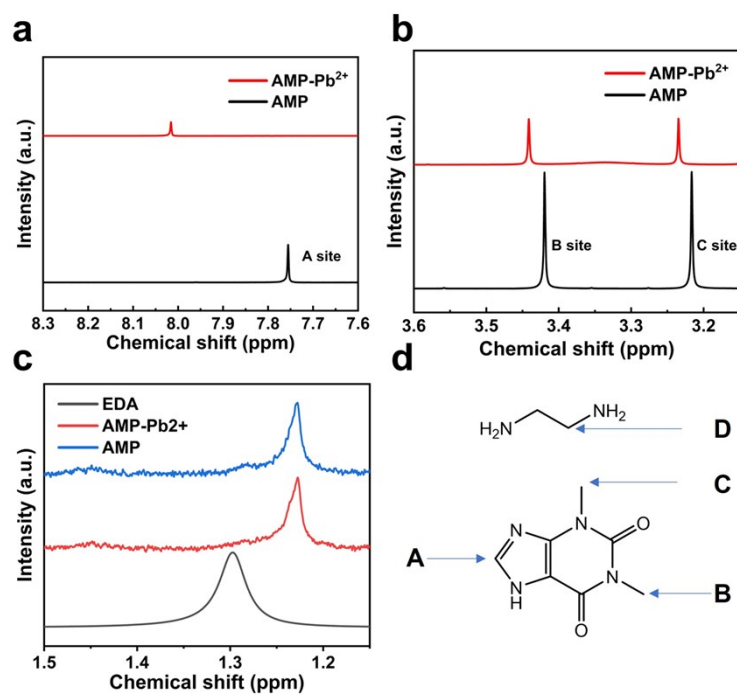 a
AMP-Pb²⁺
AMP
A site
Intensity (a.u.)
8.3 8.2 8.1 8.0 7.9 7.8 7.7 7.6
Chemical shift (ppm)
b
AMP-Pb²⁺
AMP
B site
C site
Intensity (a.u.)
3.6 3.5 3.4 3.3 3.2
Chemical shift (ppm)
c
EDA
AMP-Pb2+
AMP
Intensity (a.u.)
1.5 1.4 1.3 1.2
Chemical shift (ppm)
d
NH₂
H₂N
D
C
N
N
O
A
N
H
N
B
O